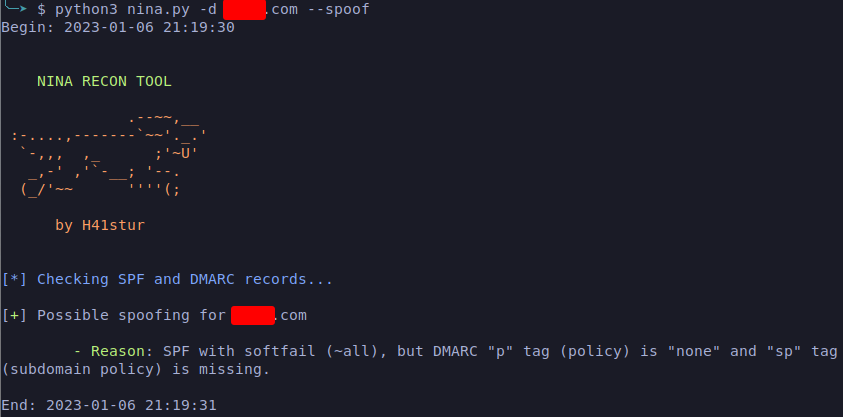 $ python3 nina.py -d .com --spoof
Begin: 2023-01-06 21:19:30
NINA RECON TOOL
              .--~~,__
 :-....,-------`~~'._.'
  `-,,,  ,_      ;'~U'
   _,-' ,'`-__; '--.
  (_/'~~      ''''(;
by H41stur
[*] Checking SPF and DMARC records...
[+] Possible spoofing for .com
- Reason: SPF with softfail (~all), but DMARC "p" tag (policy) is "none" and "sp" tag
(subdomain policy) is missing.
End: 2023-01-06 21:19:31